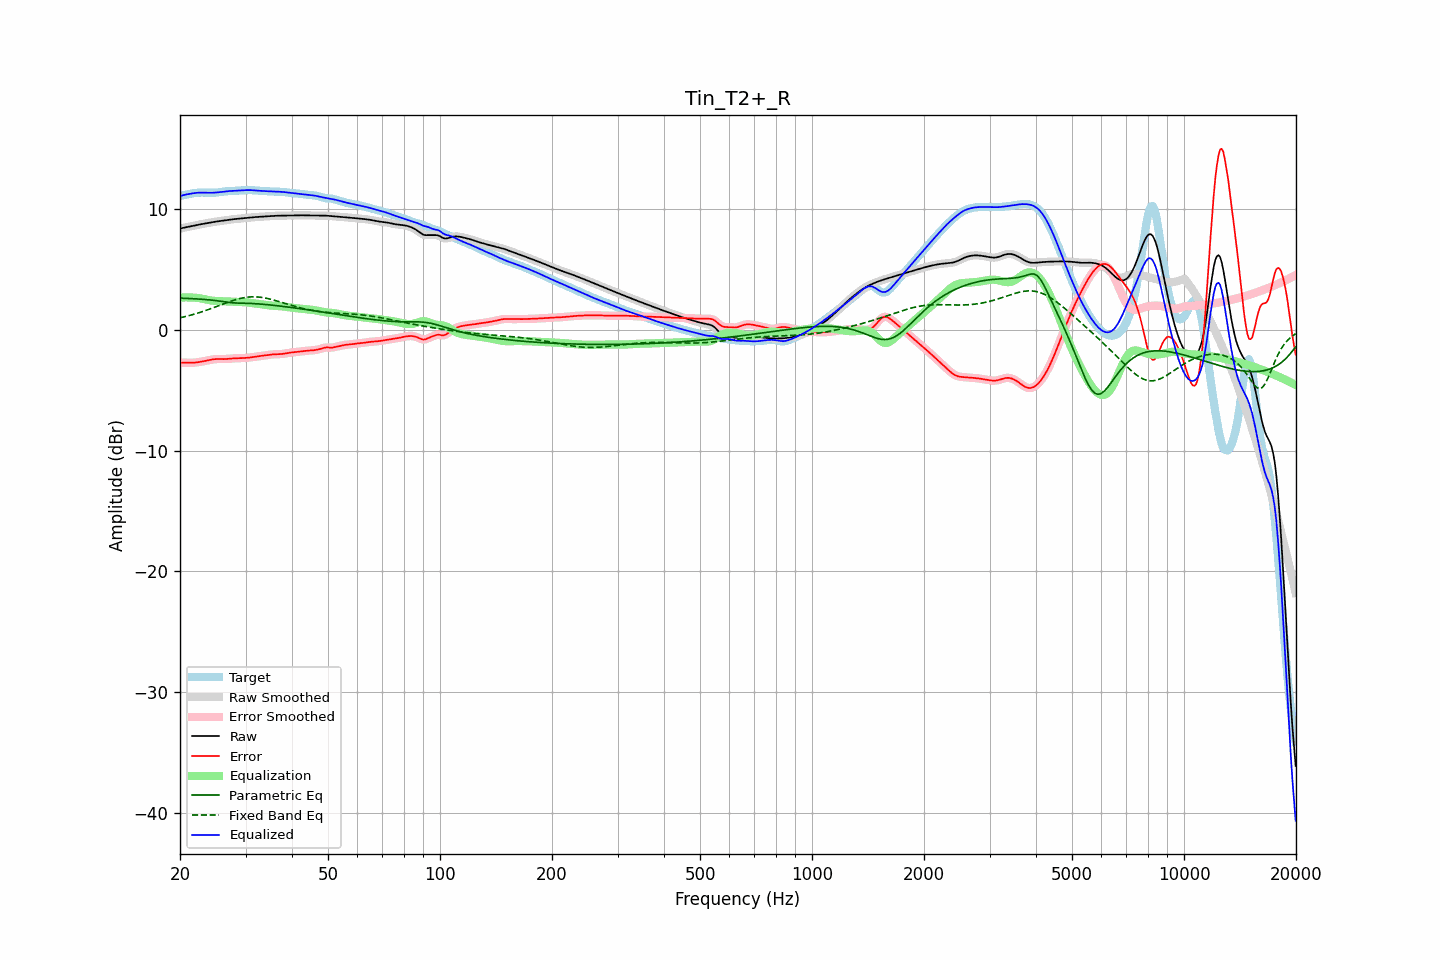 Tin_T2+_R
Amplitude (dBr)
10
0
−10
−20
−30
−40
Target
Raw Smoothed
Error Smoothed
Raw
Error
Equalization
Parametric Eq
Fixed Band Eq
Equalized
20 50 100 200 500 1000 2000 5000 10000 20000
Frequency (Hz)